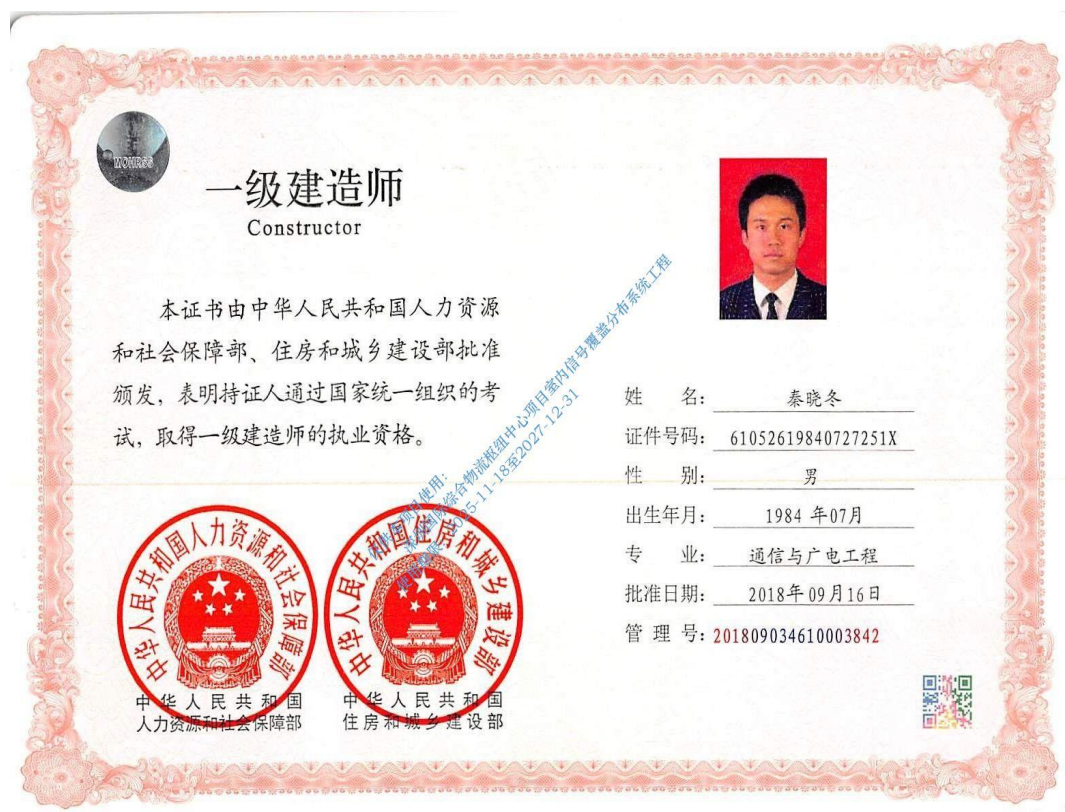 MOHRSS
一级建造师
Constructor
本证书由中华人民共和国人力资源
和社会保障部、住房和城乡建设部批准
颁发，表明持证人通过国家统一组织的考
试，取得一级建造师的执业资格。
姓 名： 秦晓冬
证件号码： 61052619840727251X
性 别： 男
出生年月： 1984 年07月
专 业： 通信与广电工程
批准日期： 2018年09月16日
管 理 号： 201809034610003842
中华人民共和国人力资源和社会保障部
中华人民共和国住房和城乡建设部
中华人民共和国
人力资源和社会保障部
中华人民共和国
住房和城乡建设部
使用：
国际综合物流枢纽中心项目室内信号覆盖分布系统工程
2025-11-18至2027-12-31